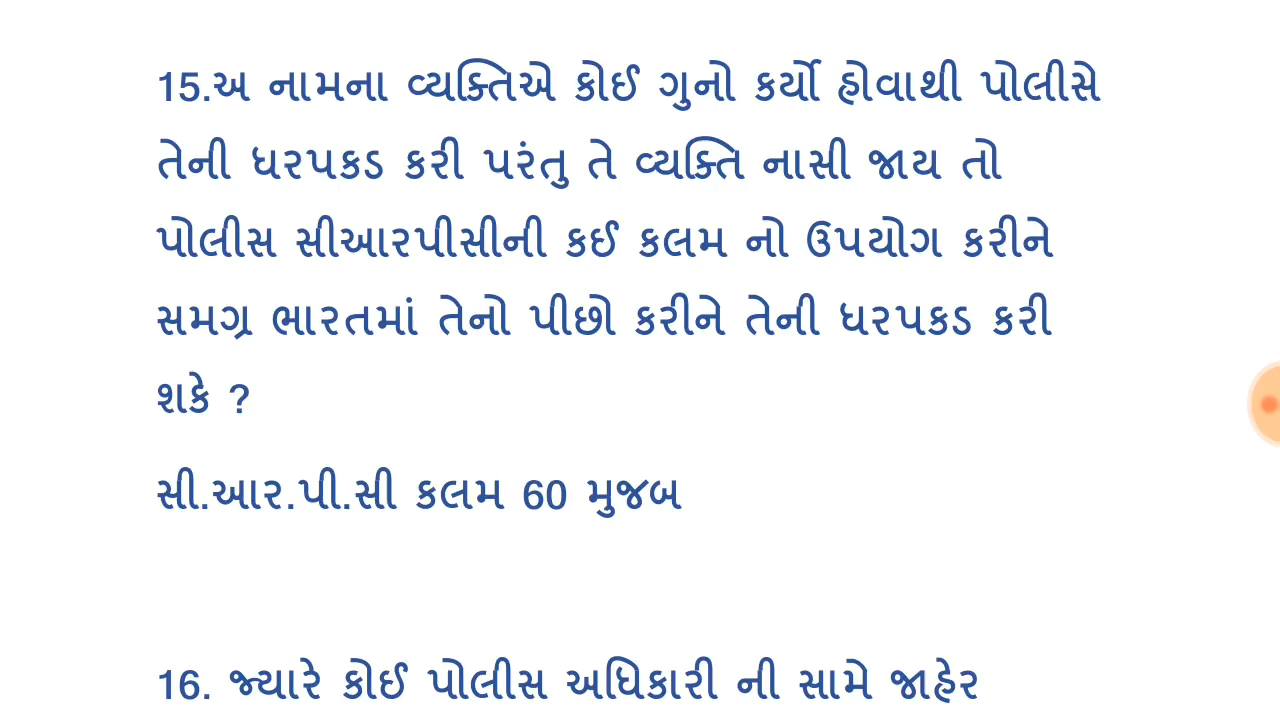 15.અ નામના વ્યક્તિએ કોઈ ગુનો કર્યો હોવાથી પોલીસે
તેની ધરપકડ કરી પરંતુ તે વ્યક્તિ નાસી જાય તો
પોલીસ સીઆરપીસીની કઈ કલમ નો ઉપયોગ કરીને
સમગ્ર ભારતમાં તેનો પીછો કરીને તેની ધરપકડ કરી
શકે ?
સી.આર.પી.સી કલમ 60 મુજબ
16. જ્યારે કોઈ પોલીસ અધિકારી ની સામે જાહેર